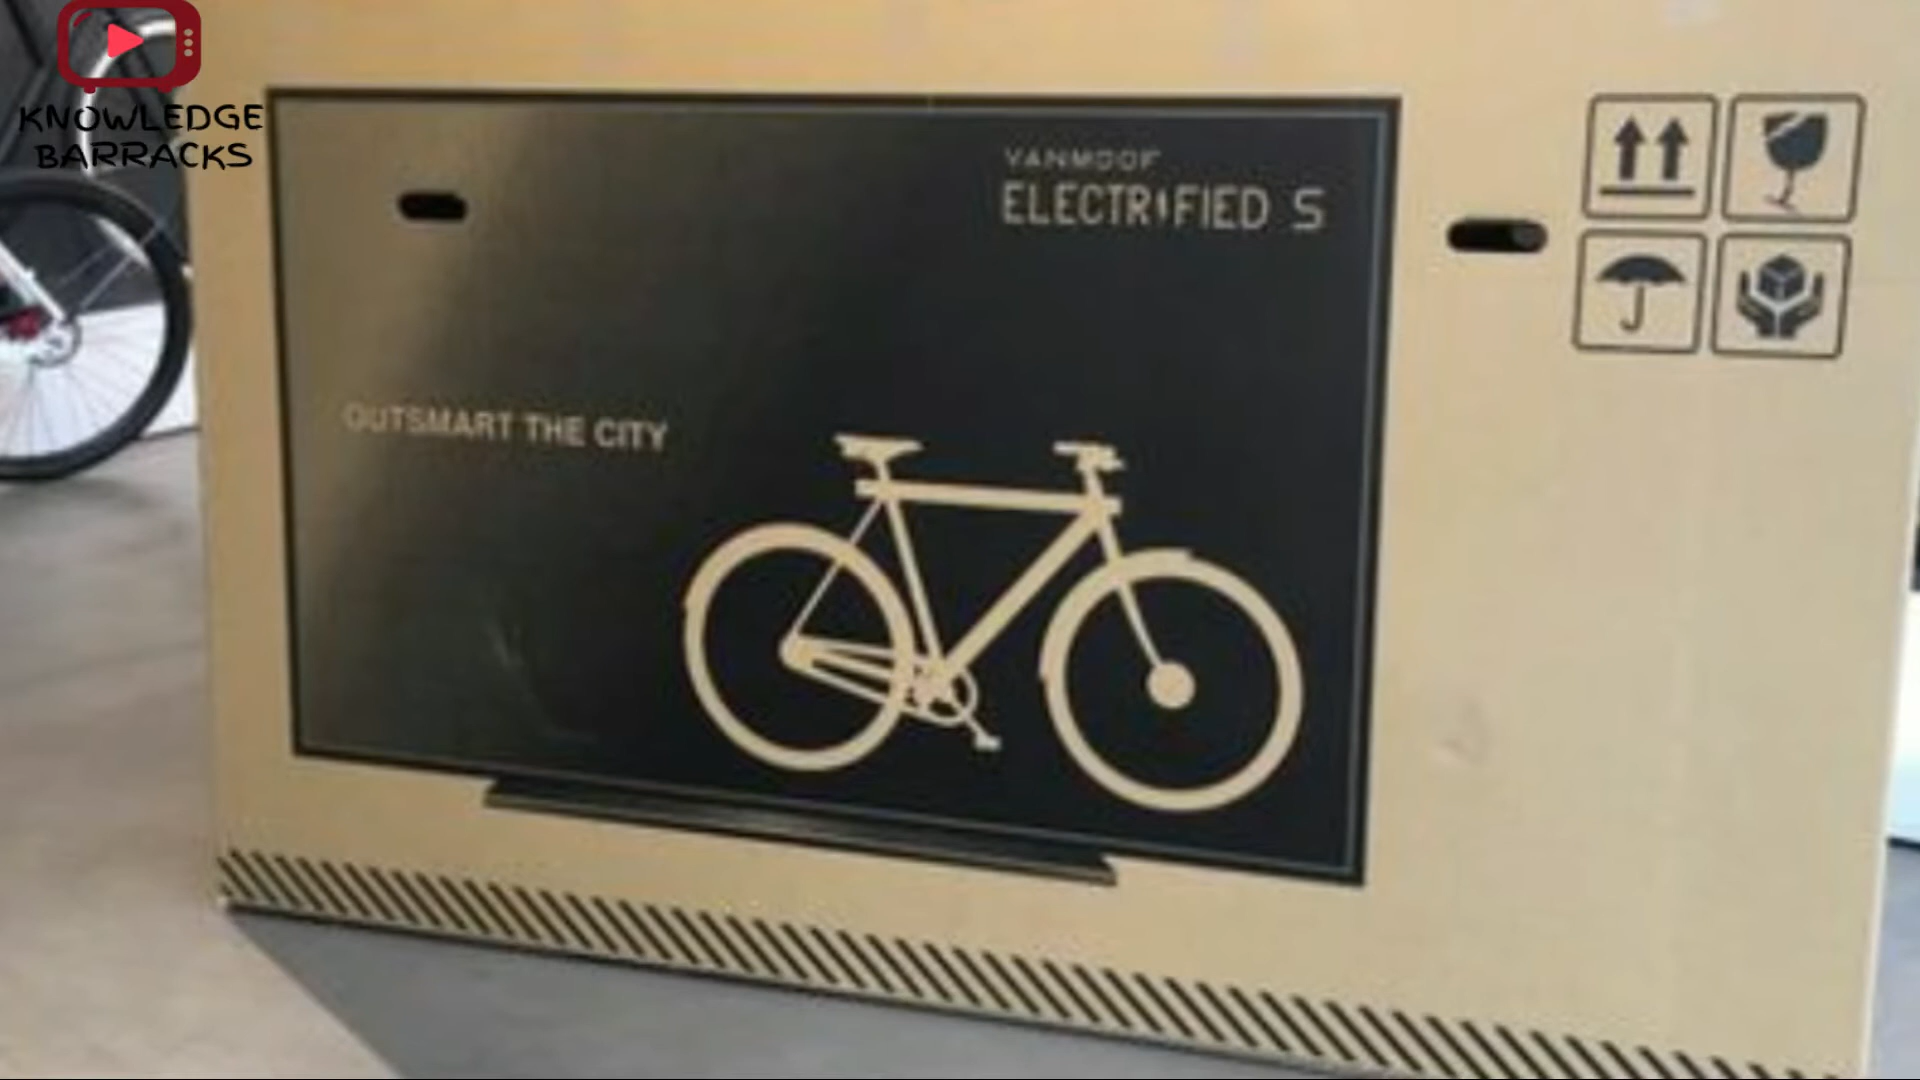 KNOWLEDGE
BARRACKS
VANMOOF
ELECTRIFIED S
OUTSMART THE CITY